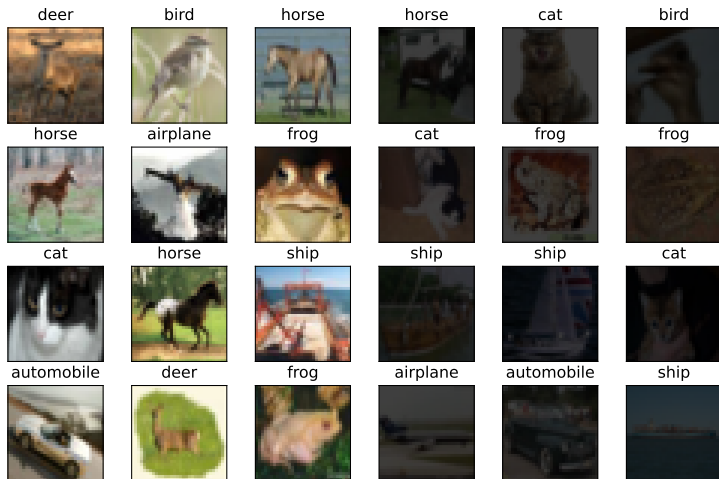 deer bird horse horse cat bird
horse airplane frog cat frog frog
cat horse ship ship ship cat
automobile deer frog airplane automobile ship